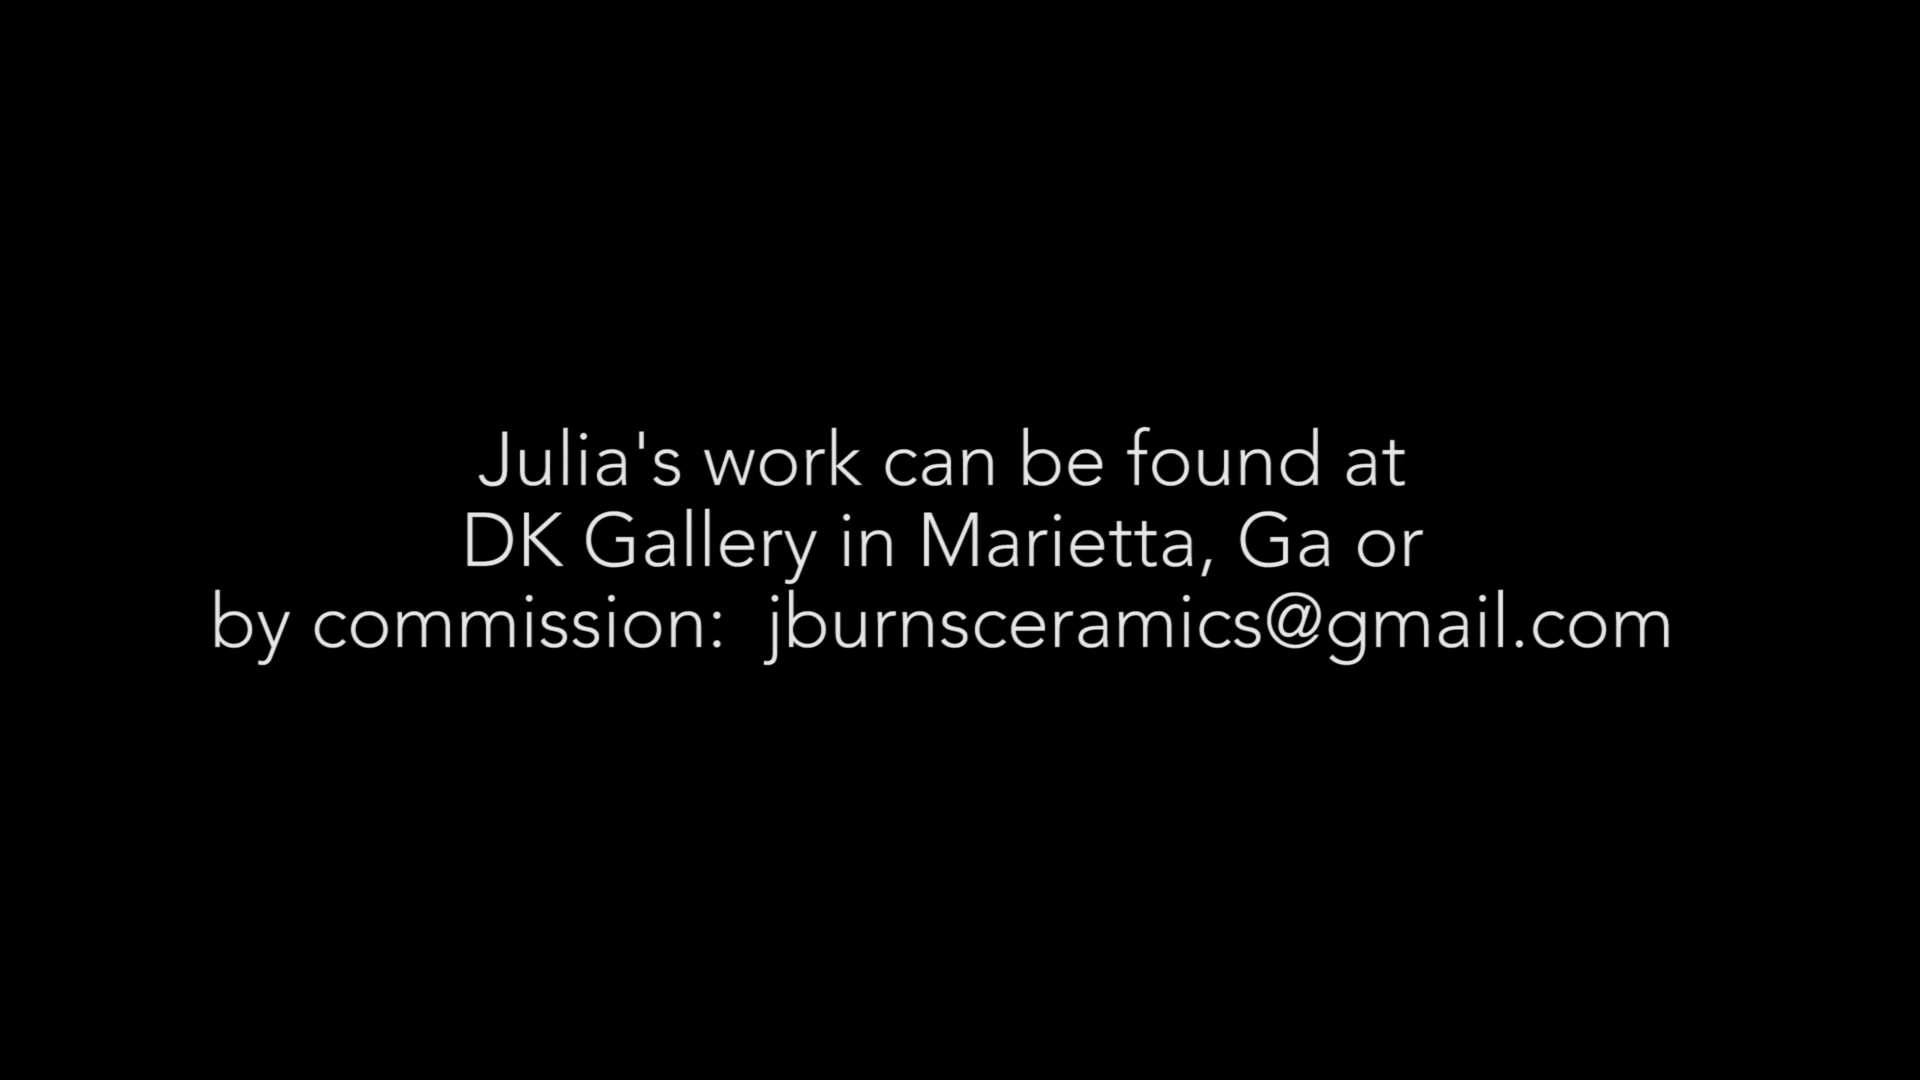 Julia's work can be found at
DK Gallery in Marietta, Ga or
by commission:  jburnsceramics@gmail.com